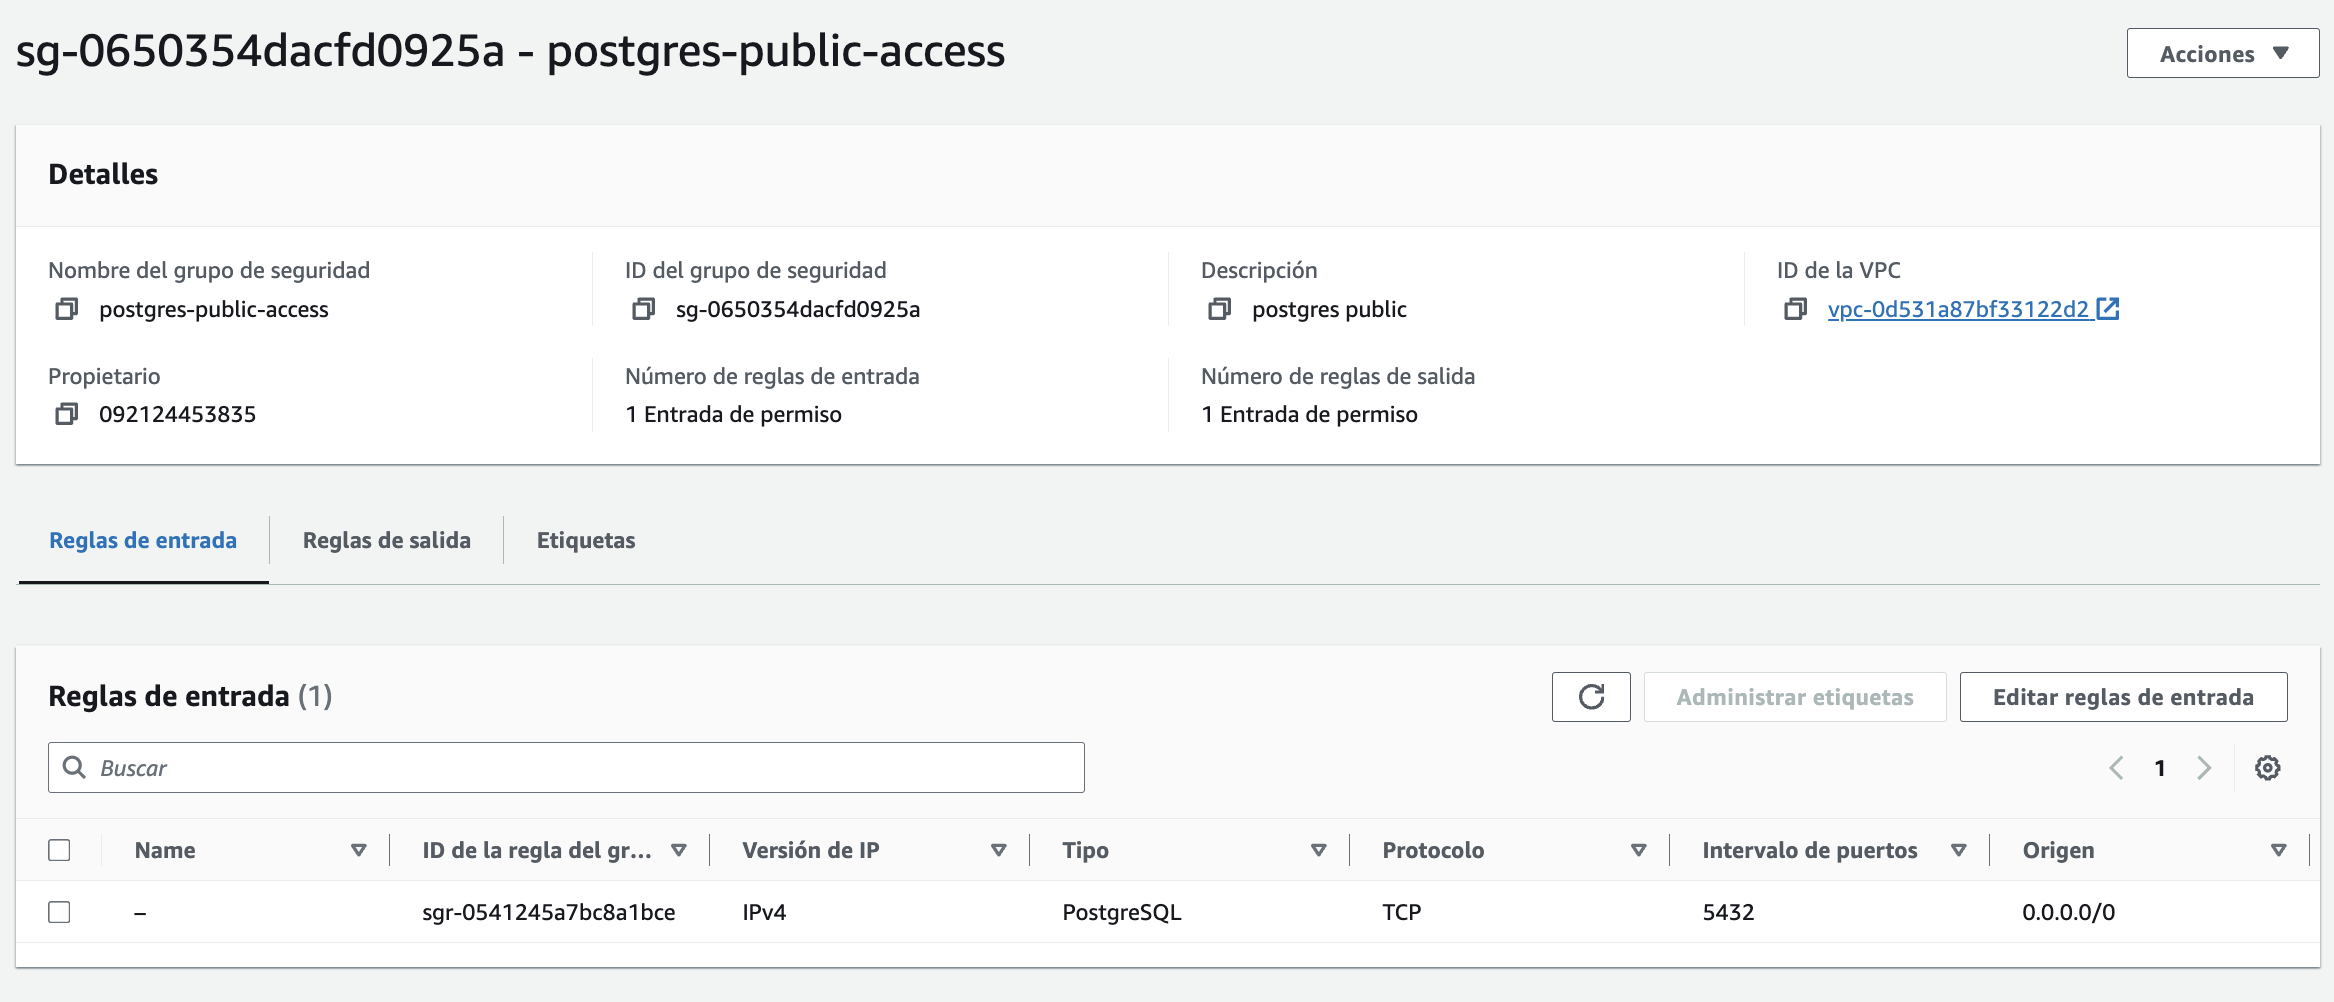 sg-0650354dacfd0925a - postgres-public-access
Acciones
Detalles
Nombre del grupo de seguridad
postgres-public-access
ID del grupo de seguridad
sg-0650354dacfd0925a
Descripción
postgres public
ID de la VPC
vpc-0d531a87bf33122d2
Propietario
092124453835
Número de reglas de entrada
1 Entrada de permiso
Número de reglas de salida
1 Entrada de permiso
Reglas de entrada
Reglas de salida
Etiquetas
Reglas de entrada (1)
Administrar etiquetas
Editar reglas de entrada
Buscar
1
Name ID de la regla del gr... Versión de IP Tipo Protocolo Intervalo de puertos Origen
– sgr-0541245a7bc8a1bce IPv4 PostgreSQL TCP 5432 0.0.0.0/0